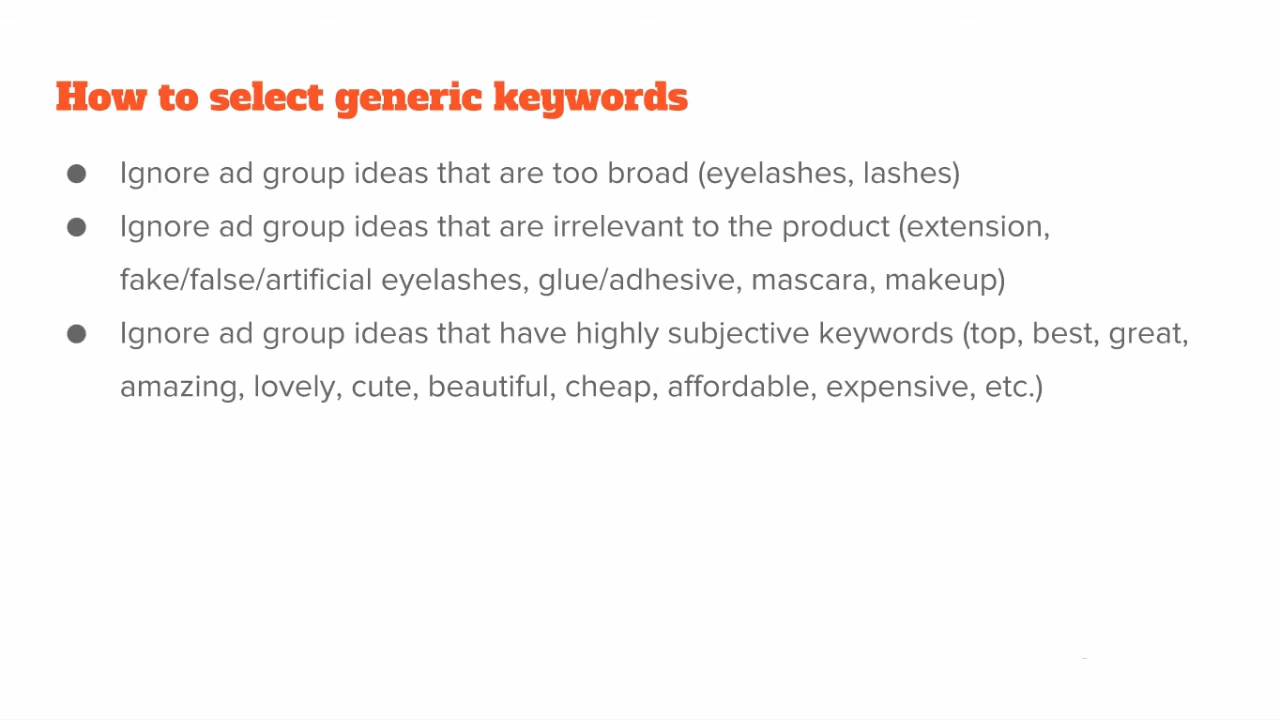 How to select generic keywords
● Ignore ad group ideas that are too broad (eyelashes, lashes)
● Ignore ad group ideas that are irrelevant to the product (extension,
fake/false/artificial eyelashes, glue/adhesive, mascara, makeup)
● Ignore ad group ideas that have highly subjective keywords (top, best, great,
amazing, lovely, cute, beautiful, cheap, affordable, expensive, etc.)